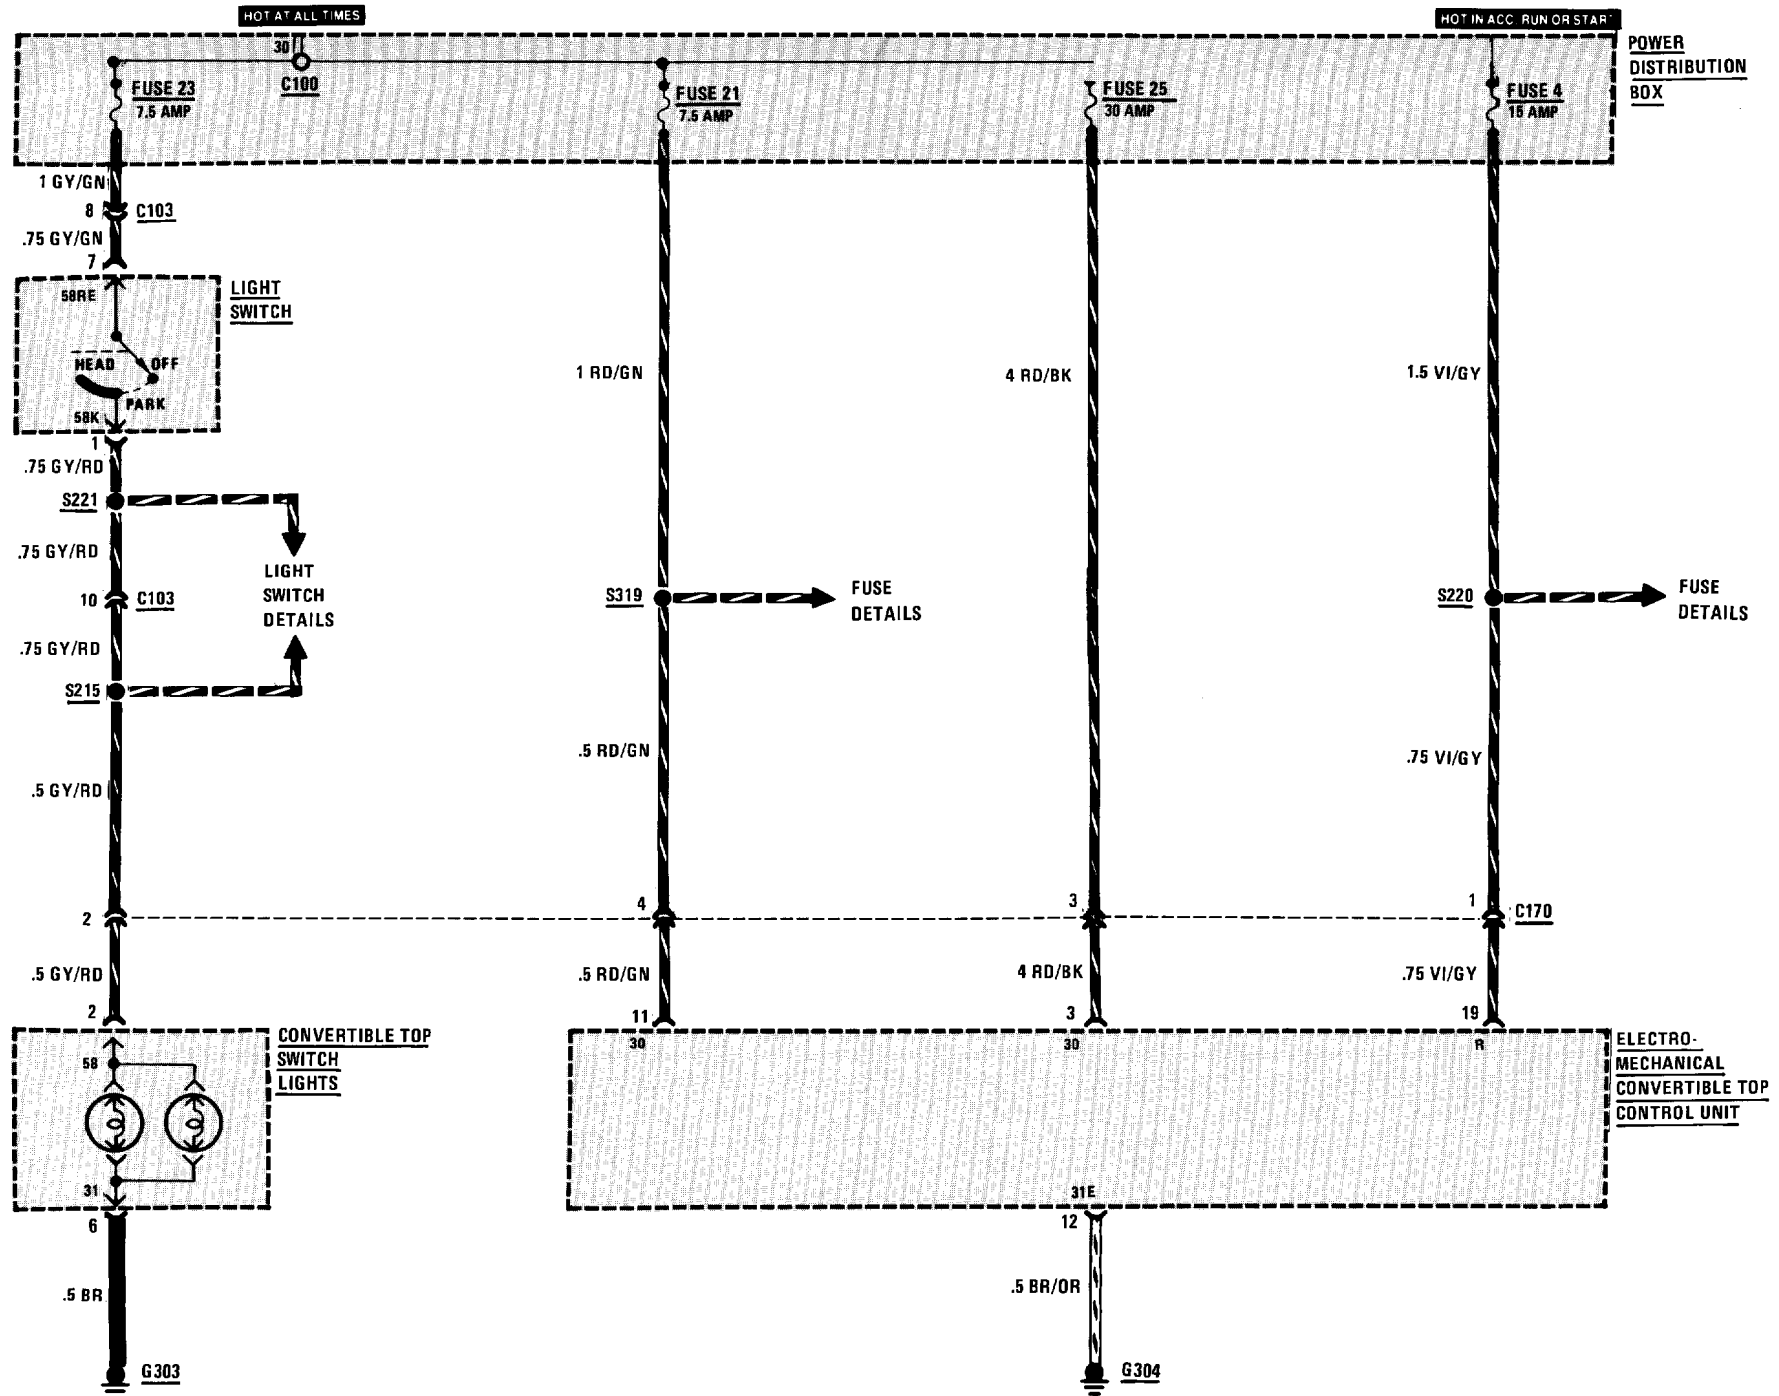 HOT AT ALL TIMES
HOT IN ACC, RUN OR STAR
POWER
DISTRIBUTION
BOX
30
C100
FUSE 23
7.5 AMP
FUSE 21
7.5 AMP
FUSE 25
30 AMP
FUSE 4
15 AMP
1 GY/GN
8
C103
.75 GY/GN
7
LIGHT
SWITCH
58RE
HEAD
OFF
PARK
58K
1
.75 GY/RD
S221
.75 GY/RD
10
C103
LIGHT
SWITCH
DETAILS
.75 GY/RD
S215
.5 GY/RD
1 RD/GN
4 RD/BK
1.5 VI/GY
S319
FUSE
DETAILS
S220
FUSE
DETAILS
.5 RD/GN
.75 VI/GY
2
4
3
1
C170
.5 GY/RD
.5 RD/GN
4 RD/BK
.75 VI/GY
2
11
3
19
CONVERTIBLE TOP
SWITCH
LIGHTS
58
31
30
30
R
31E
ELECTRO-
MECHANICAL
CONVERTIBLE TOP
CONTROL UNIT
6
12
.5 BR
.5 BR/OR
G303
G304